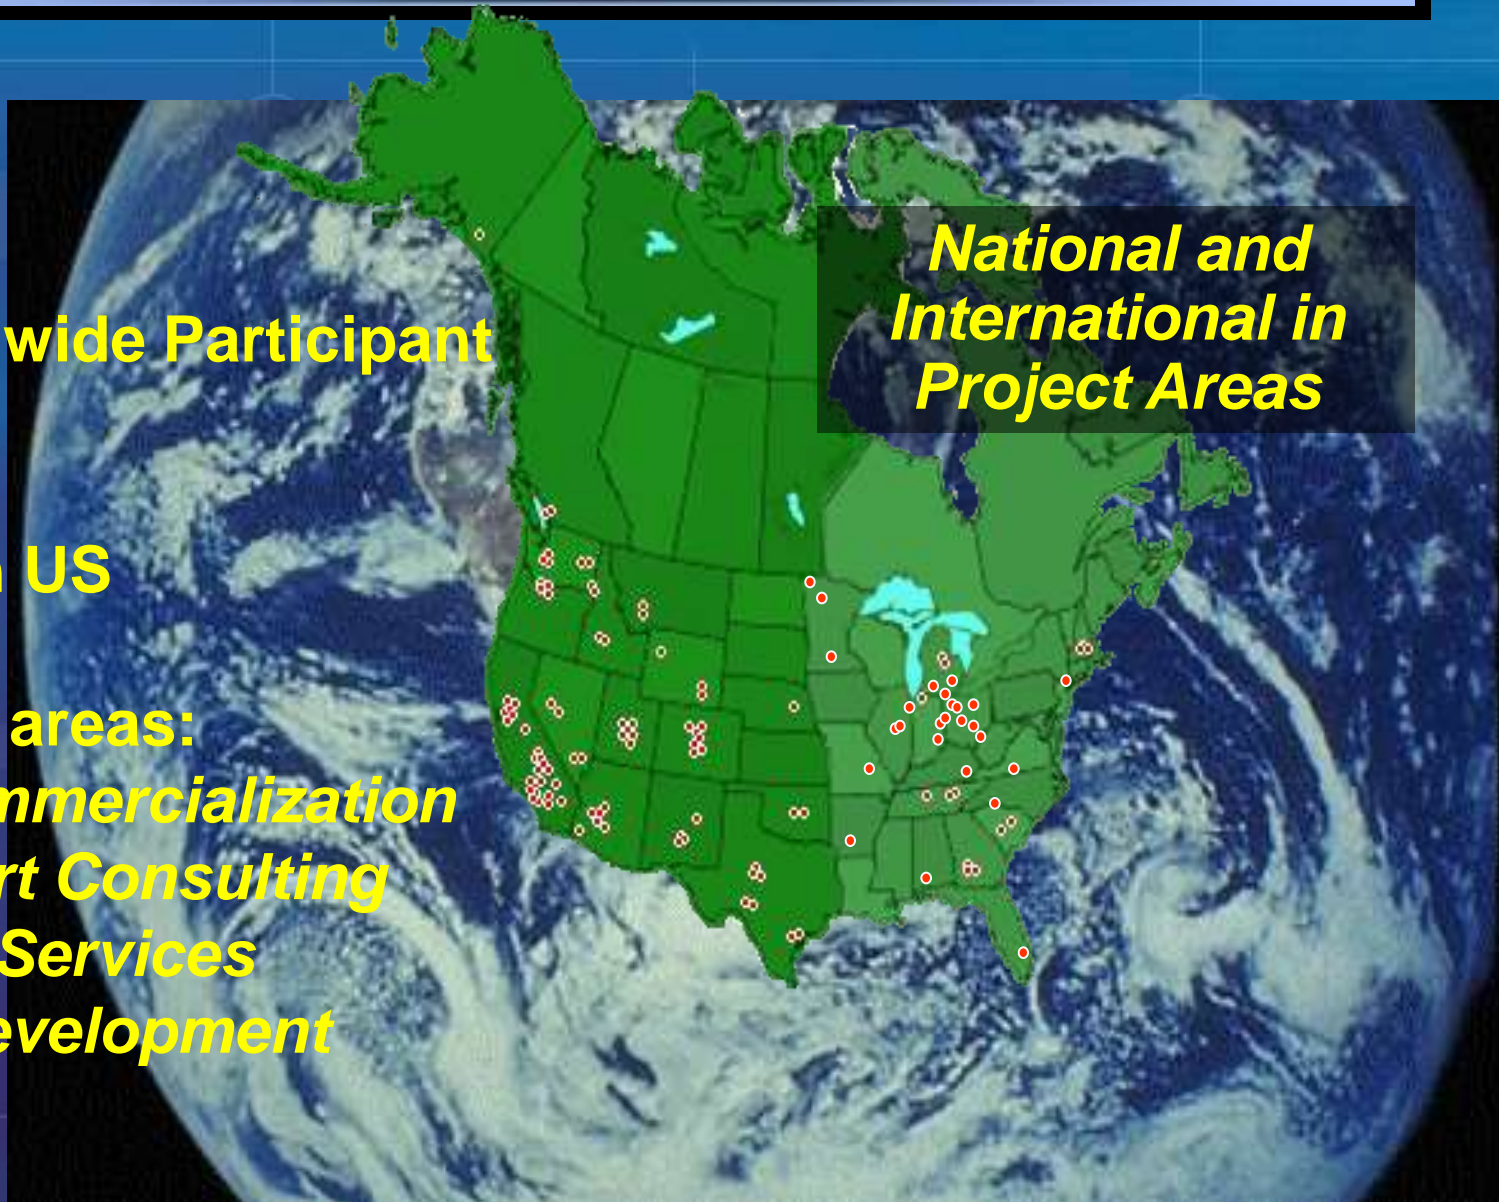 National and
International in
Project Areas
wide Participant
US
areas:
mmercialization
rt Consulting
Services
evelopment